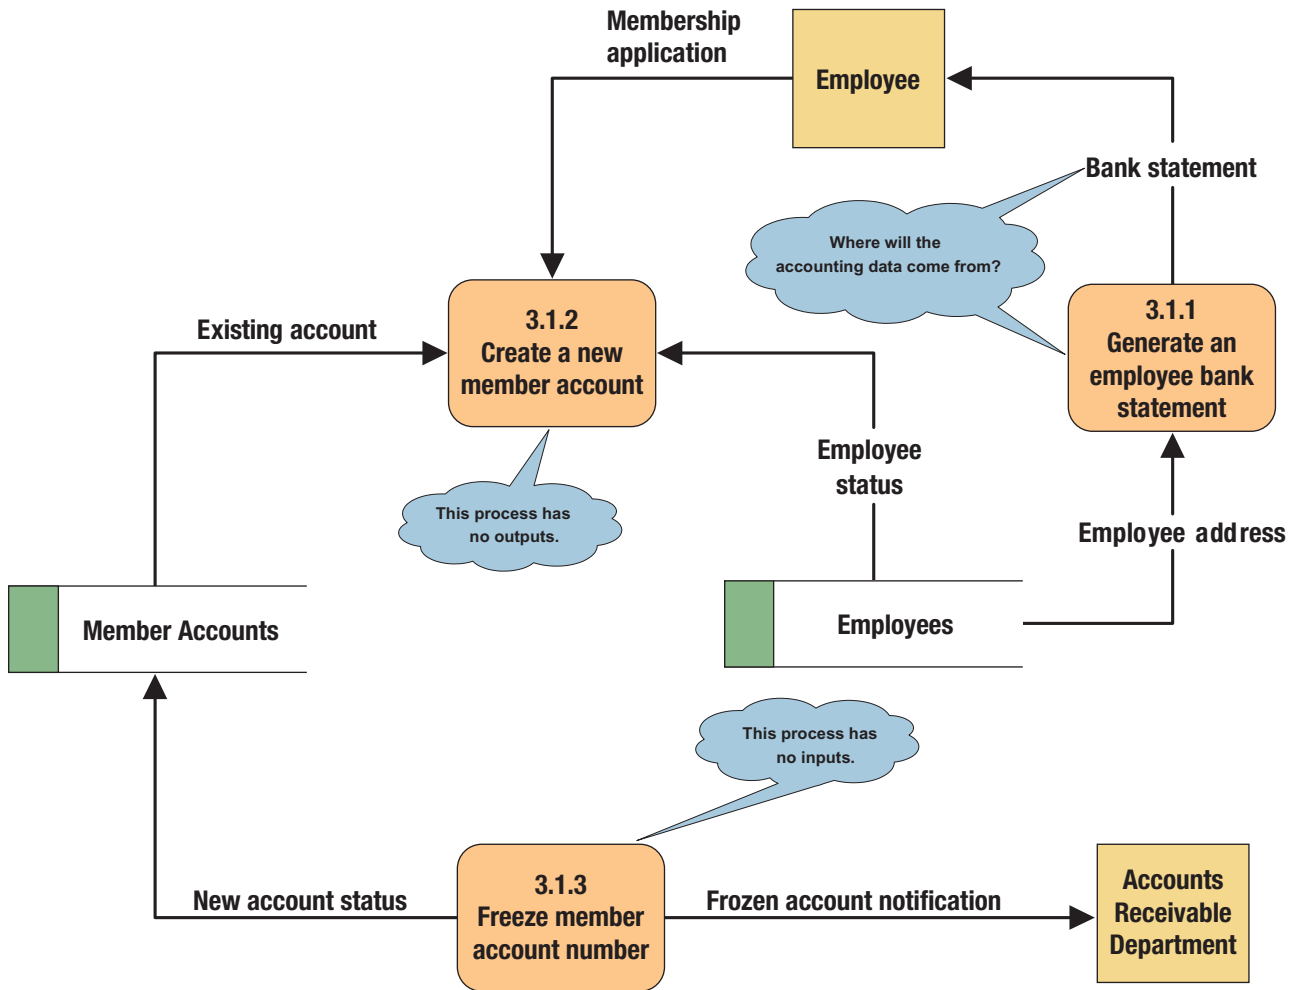 Membership
application
Employee
Bank statement
Where will the
accounting data come from?
3.1.2
Create a new
member account
Existing account
3.1.1
Generate an
employee bank
statement
Employee
status
This process has
no outputs.
Employee address
Member Accounts
Employees
This process has
no inputs.
New account status
3.1.3
Freeze member
account number
Frozen account notification
Accounts
Receivable
Department